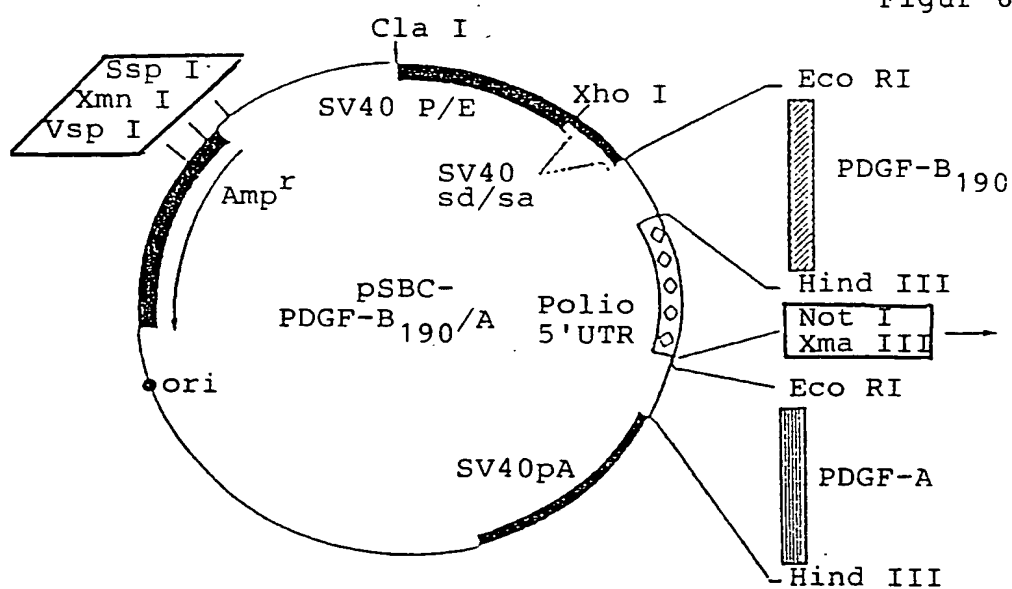 Figur 6
Cla I
Ssp I
Xmn I
Vsp I
SV40 P/E
Xho I
Eco RI
SV40
sd/sa
PDGF-B190
Amp r
Hind III
pSBC-
PDGF-B190/A
Polio
5'UTR
Not I
Xma III
Eco RI
ori
SV40pA
PDGF-A
Hind III